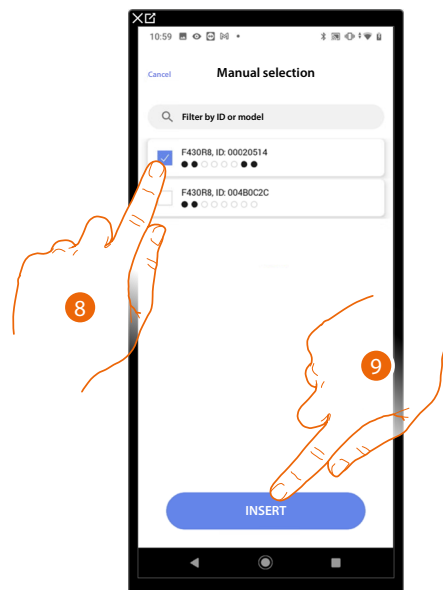 10:59
Cancel
Manual selection
Filter by ID or model
F430R8, ID: 00020514
F430R8, ID: 004B0C2C
8
9
INSERT